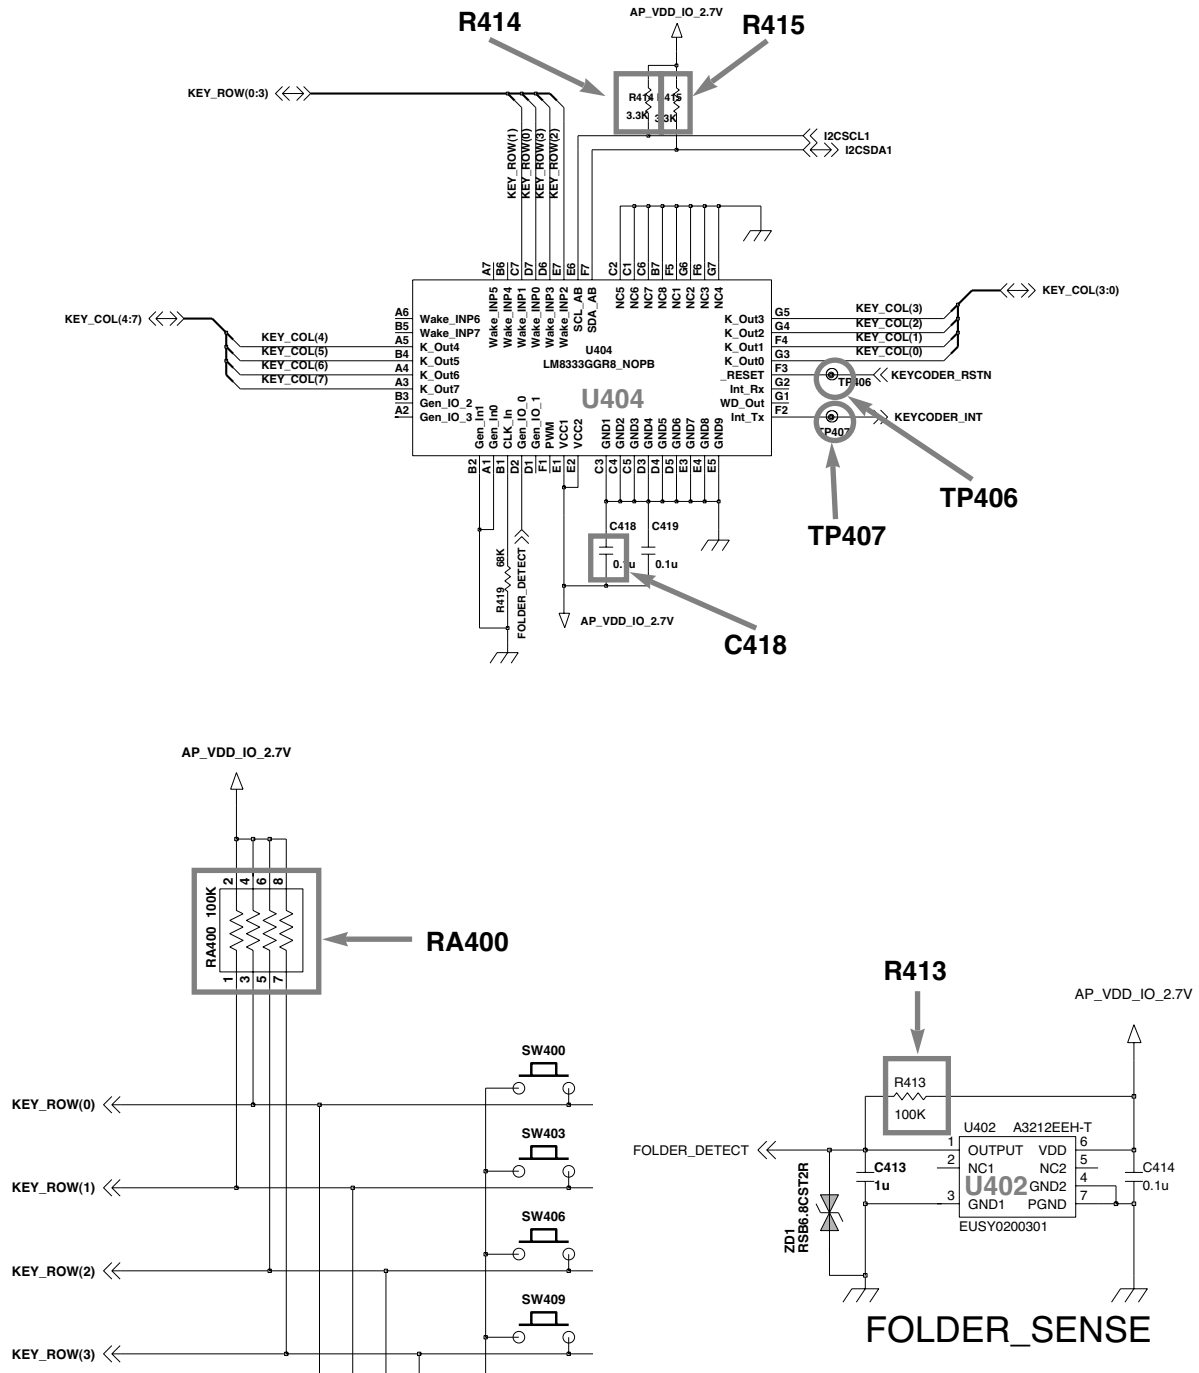 R414
AP_VDD_IO_2.7V
R415
KEY_ROW(0:3)
R414
R415
3.3K
3.3K
I2CSCL1
I2CSDA1
KEY_ROW(1)
KEY_ROW(0)
KEY_ROW(3)
KEY_ROW(2)
A7 B6 C7 D7 D6 E7 E6 F7
C2 C1 C6 B7 F5 G6 F6 G7
Wake_INP5
Wake_INP4
Wake_INP1
Wake_INP0
Wake_INP3
Wake_INP2
SCL_AB
SDA_AB
NC5
NC6
NC7
NC8
NC1
NC2
NC3
NC4
KEY_COL(4:7)
KEY_COL(4)
KEY_COL(5)
KEY_COL(6)
KEY_COL(7)
A6 Wake_INP6
B5 Wake_INP7
A5 K_Out4
B4 K_Out5
A4 K_Out6
A3 K_Out7
B3 Gen_IO_2
A2 Gen_IO_3
U404
LM8333GGR8_NOPB
U404
K_Out3 G5
K_Out2 G4
K_Out1 F4
K_Out0 G3
_RESET F3
Int_Rx G2
WD_Out G1
Int_Tx F2
KEY_COL(3)
KEY_COL(2)
KEY_COL(1)
KEY_COL(0)
KEY_COL(3:0)
TP406
KEYCODER_RSTN
TP407
KEYCODER_INT
Gen_In1
Gen_In0
CLK_In
Gen_IO_0
Gen_IO_1
PWM
VCC1
VCC2
GND1
GND2
GND3
GND4
GND5
GND6
GND7
GND8
GND9
B2 A1 B1 D2 D1 F1 E1 E2
C3 C4 C5 D3 D4 D5 E3 E4 E5
TP406
TP407
C418
C419
0.1u
0.1u
R419 68K
FOLDER_DETECT
AP_VDD_IO_2.7V
C418
AP_VDD_IO_2.7V
2 4 6 8
RA400 100K
1 3 5 7
RA400
R413
AP_VDD_IO_2.7V
SW400
KEY_ROW(0)
SW403
KEY_ROW(1)
SW406
KEY_ROW(2)
SW409
KEY_ROW(3)
R413
100K
U402 A3212EEH-T
FOLDER_DETECT
1 OUTPUT VDD 6
2 NC1 NC2 5
U402
GND2 4
3 GND1 PGND 7
EUSY0200301
C413
1u
C414
0.1u
ZD1
RSB6.8CST2R
FOLDER_SENSE